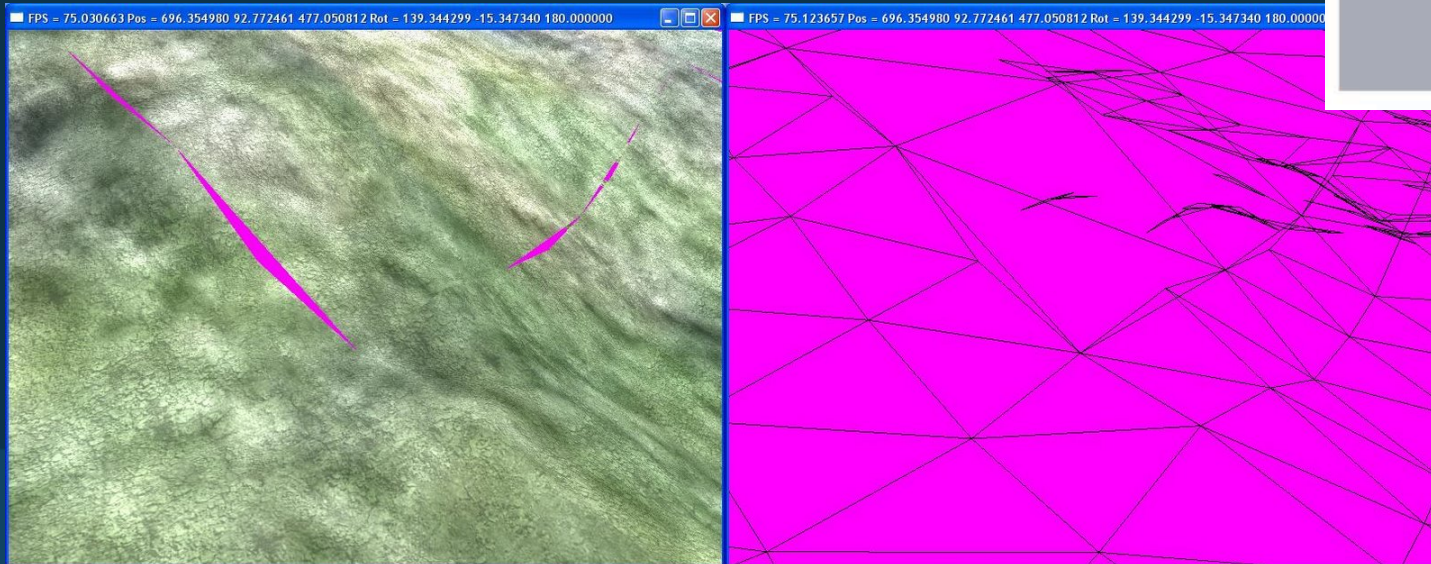 FPS = 75.030663 Pos = 696.354980 92.772461 477.050812 Rot = 139.344299 -15.347340 180.000000
FPS = 75.123657 Pos = 696.354980 92.772461 477.050812 Rot = 139.344299 -15.347340 180.00000